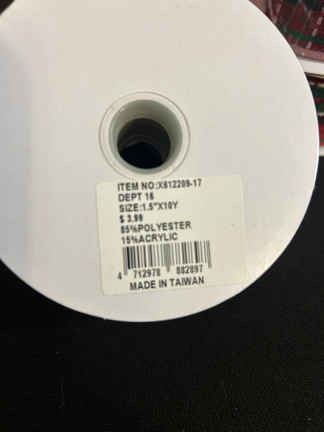 ITEM NO:X612209-17
DEPT 16
SIZE:1.5"X10Y
$ 3.99
85%POLYESTER
15%ACRYLIC
4 712978 882897
MADE IN TAIWAN